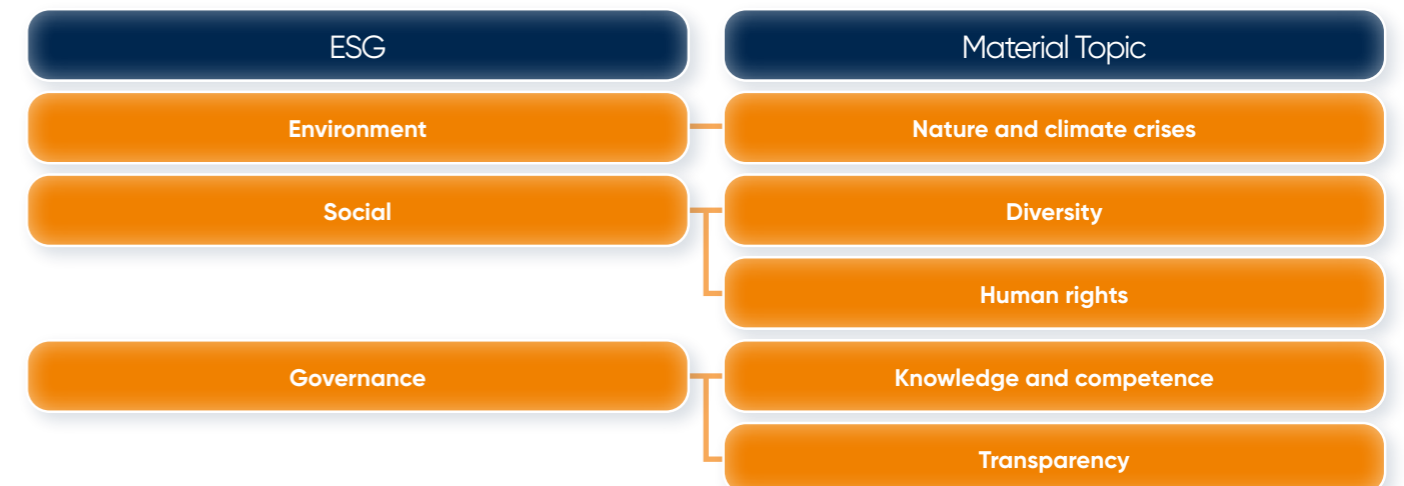 ESG
Material Topic
Environment
Nature and climate crises
Social
Diversity
Human rights
Governance
Knowledge and competence
Transparency